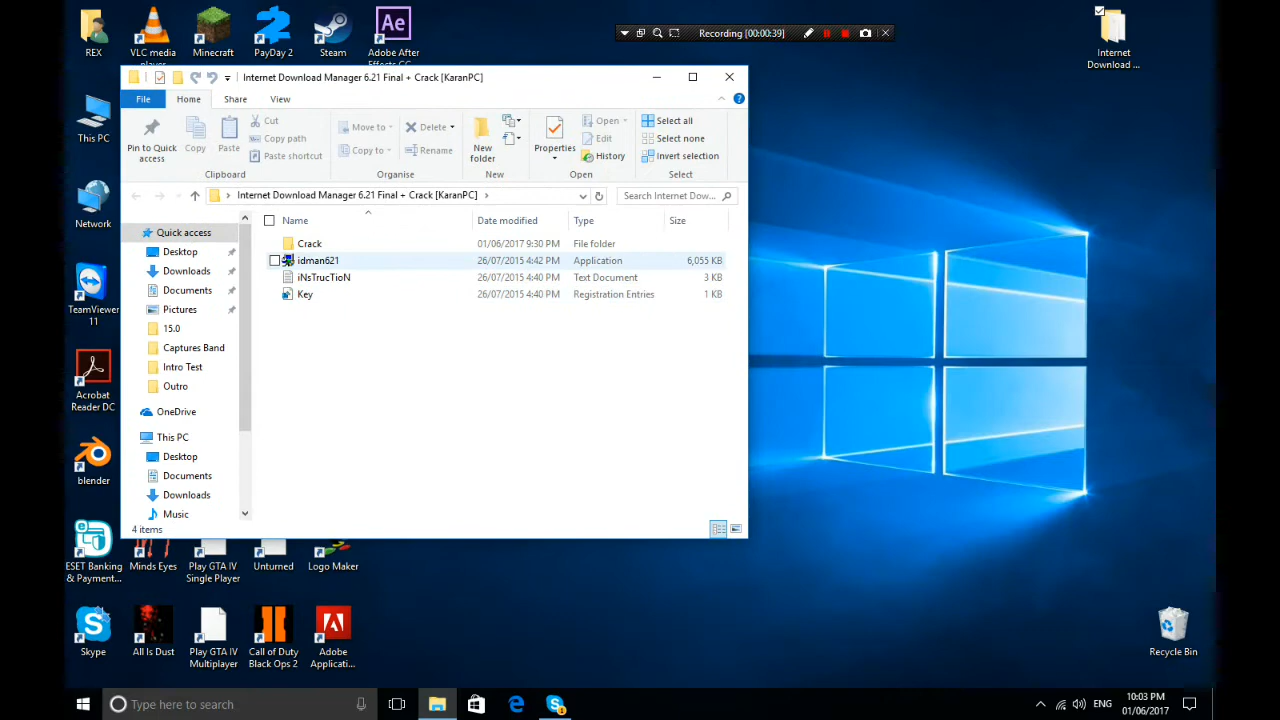 REX
VLC media
player
Minecraft
PayDay 2
Steam
Ae
Adobe After
Effects CC
Recording [00:00:39]
Internet
Download ...
Internet Download Manager 6.21 Final + Crack [KaranPC]
File
Home
Share
View
Pin to Quick
access
Copy
Paste
Cut
Copy path
Paste shortcut
Clipboard
Move to
Copy to
Delete
Rename
Organise
New
folder
New
Properties
Open
Edit
History
Open
Select all
Select none
Invert selection
Select
Internet Download Manager 6.21 Final + Crack [KaranPC]
Search Internet Dow...
Name
Date modified
Type
Size
Crack
01/06/2017 9:30 PM
File folder
idman621
26/07/2015 4:42 PM
Application
6,055 KB
iNsTrucTioN
26/07/2015 4:40 PM
Text Document
3 KB
Key
26/07/2015 4:40 PM
Registration Entries
1 KB
Quick access
Desktop
Downloads
Documents
Pictures
15.0
Captures Band
Intro Test
Outro
OneDrive
This PC
Desktop
Documents
Downloads
Music
4 items
This PC
Network
TeamViewer
11
Acrobat
Reader DC
blender
ESET Banking
& Payment...
Minds Eyes
Play GTA IV
Single Player
Unturned
Logo Maker
Skype
All Is Dust
Play GTA IV
Multiplayer
Call of Duty
Black Ops 2
Adobe
Applicati...
Recycle Bin
Type here to search
ENG
10:03 PM
01/06/2017